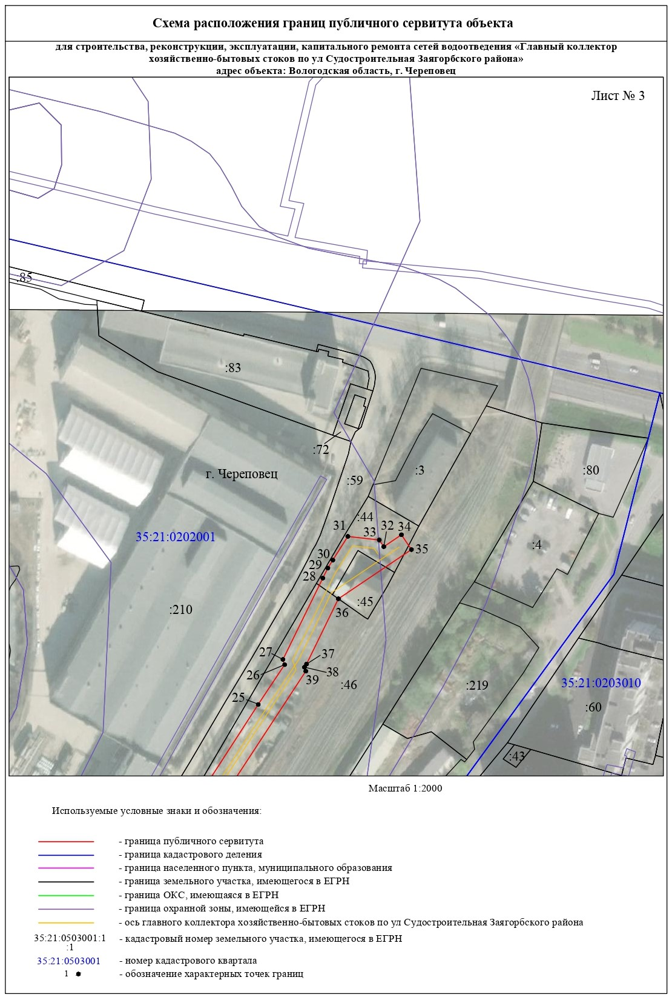 Схема расположения границ публичного сервитута объекта
для строительства, реконструкции, эксплуатации, капитального ремонта сетей водоотведения «Главный коллектор
хозяйственно-бытовых стоков по ул Судостроительная Заягорбского района»
адрес объекта: Вологодская область, г. Череповец
Лист № 3
:85
:83
:72
г. Череповец
:59
:3
:80
:44
31
33
32
34
35:21:0202001
:4
35
30
29
28
:45
:210
36
27
37
26
38
39
:46
:219
35:21:0203010
25
:60
:43
Масштаб 1:2000
Используемые условные знаки и обозначения:
- граница публичного сервитута
- граница кадастрового деления
- граница населенного пункта, муниципального образования
- граница земельного участка, имеющегося в ЕГРН
- граница ОКС, имеющаяся в ЕГРН
- граница охранной зоны, имеющейся в ЕГРН
- ось главного коллектора хозяйственно-бытовых стоков по ул Судостроительная Заягорбского района
35:21:0503001:1
:1
- кадастровый номер земельного участка, имеющегося в ЕГРН
35:21:0503001
- номер кадастрового квартала
1
- обозначение характерных точек границ